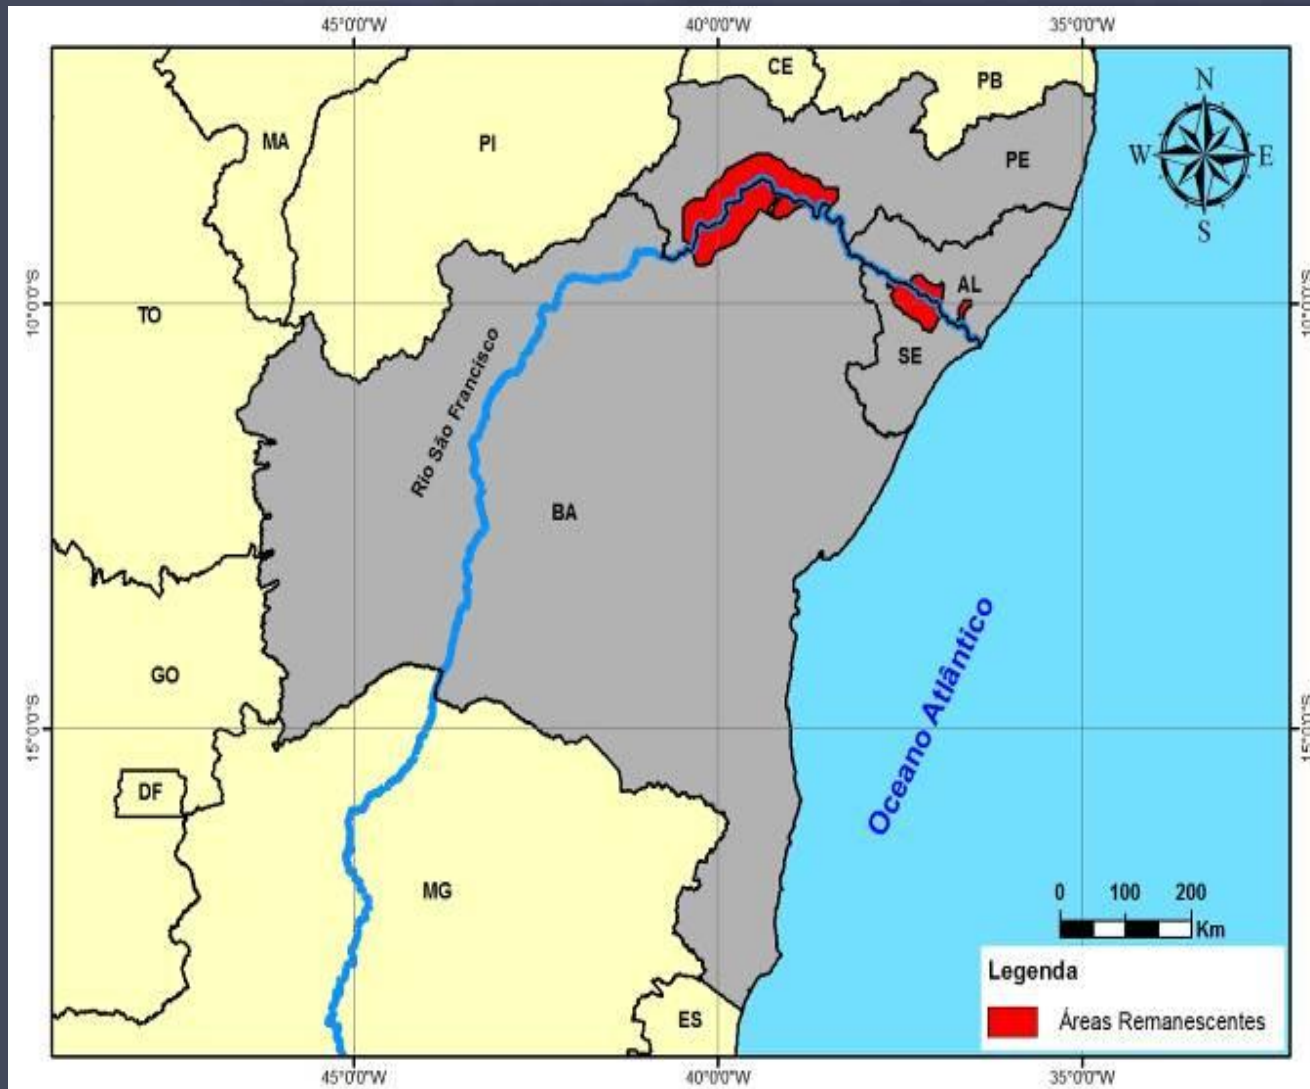 45°0'0"W
40°0'0"W
35°0'0"W
CE
PB
N
MA
PI
W
E
PE
S
10°0'0"S
TO
AL
10°0'0"S
SE
Rio São Francisco
BA
Oceano Atlântico
GO
15°0'0"S
15°0'0"S
DF
MG
0 100 200
Km
Legenda
Áreas Remanescentes
ES
45°0'0"W
40°0'0"W
35°0'0"W